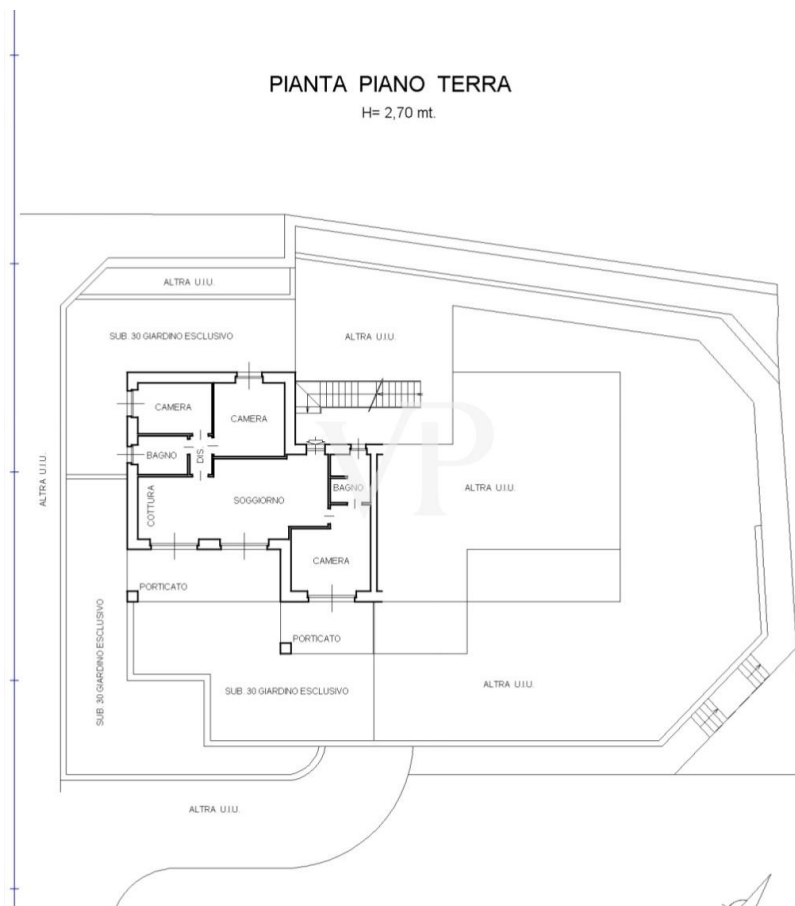 PIANTA PIANO TERRA
H= 2,70 mt.
ALTRA U.I.U.
SUB. 30 GIARDINO ESCLUSIVO
ALTRA U.I.U.
CAMERA
CAMERA
BAGNO
DIS.
ALTRA U.I.U.
COTTURA
SOGGIORNO
BAGNO
VP
ALTRA U.I.U.
CAMERA
PORTICATO
PORTICATO
SUB. 30 GIARDINO ESCLUSIVO
SUB. 30 GIARDINO ESCLUSIVO
ALTRA U.I.U.
ALTRA U.I.U.